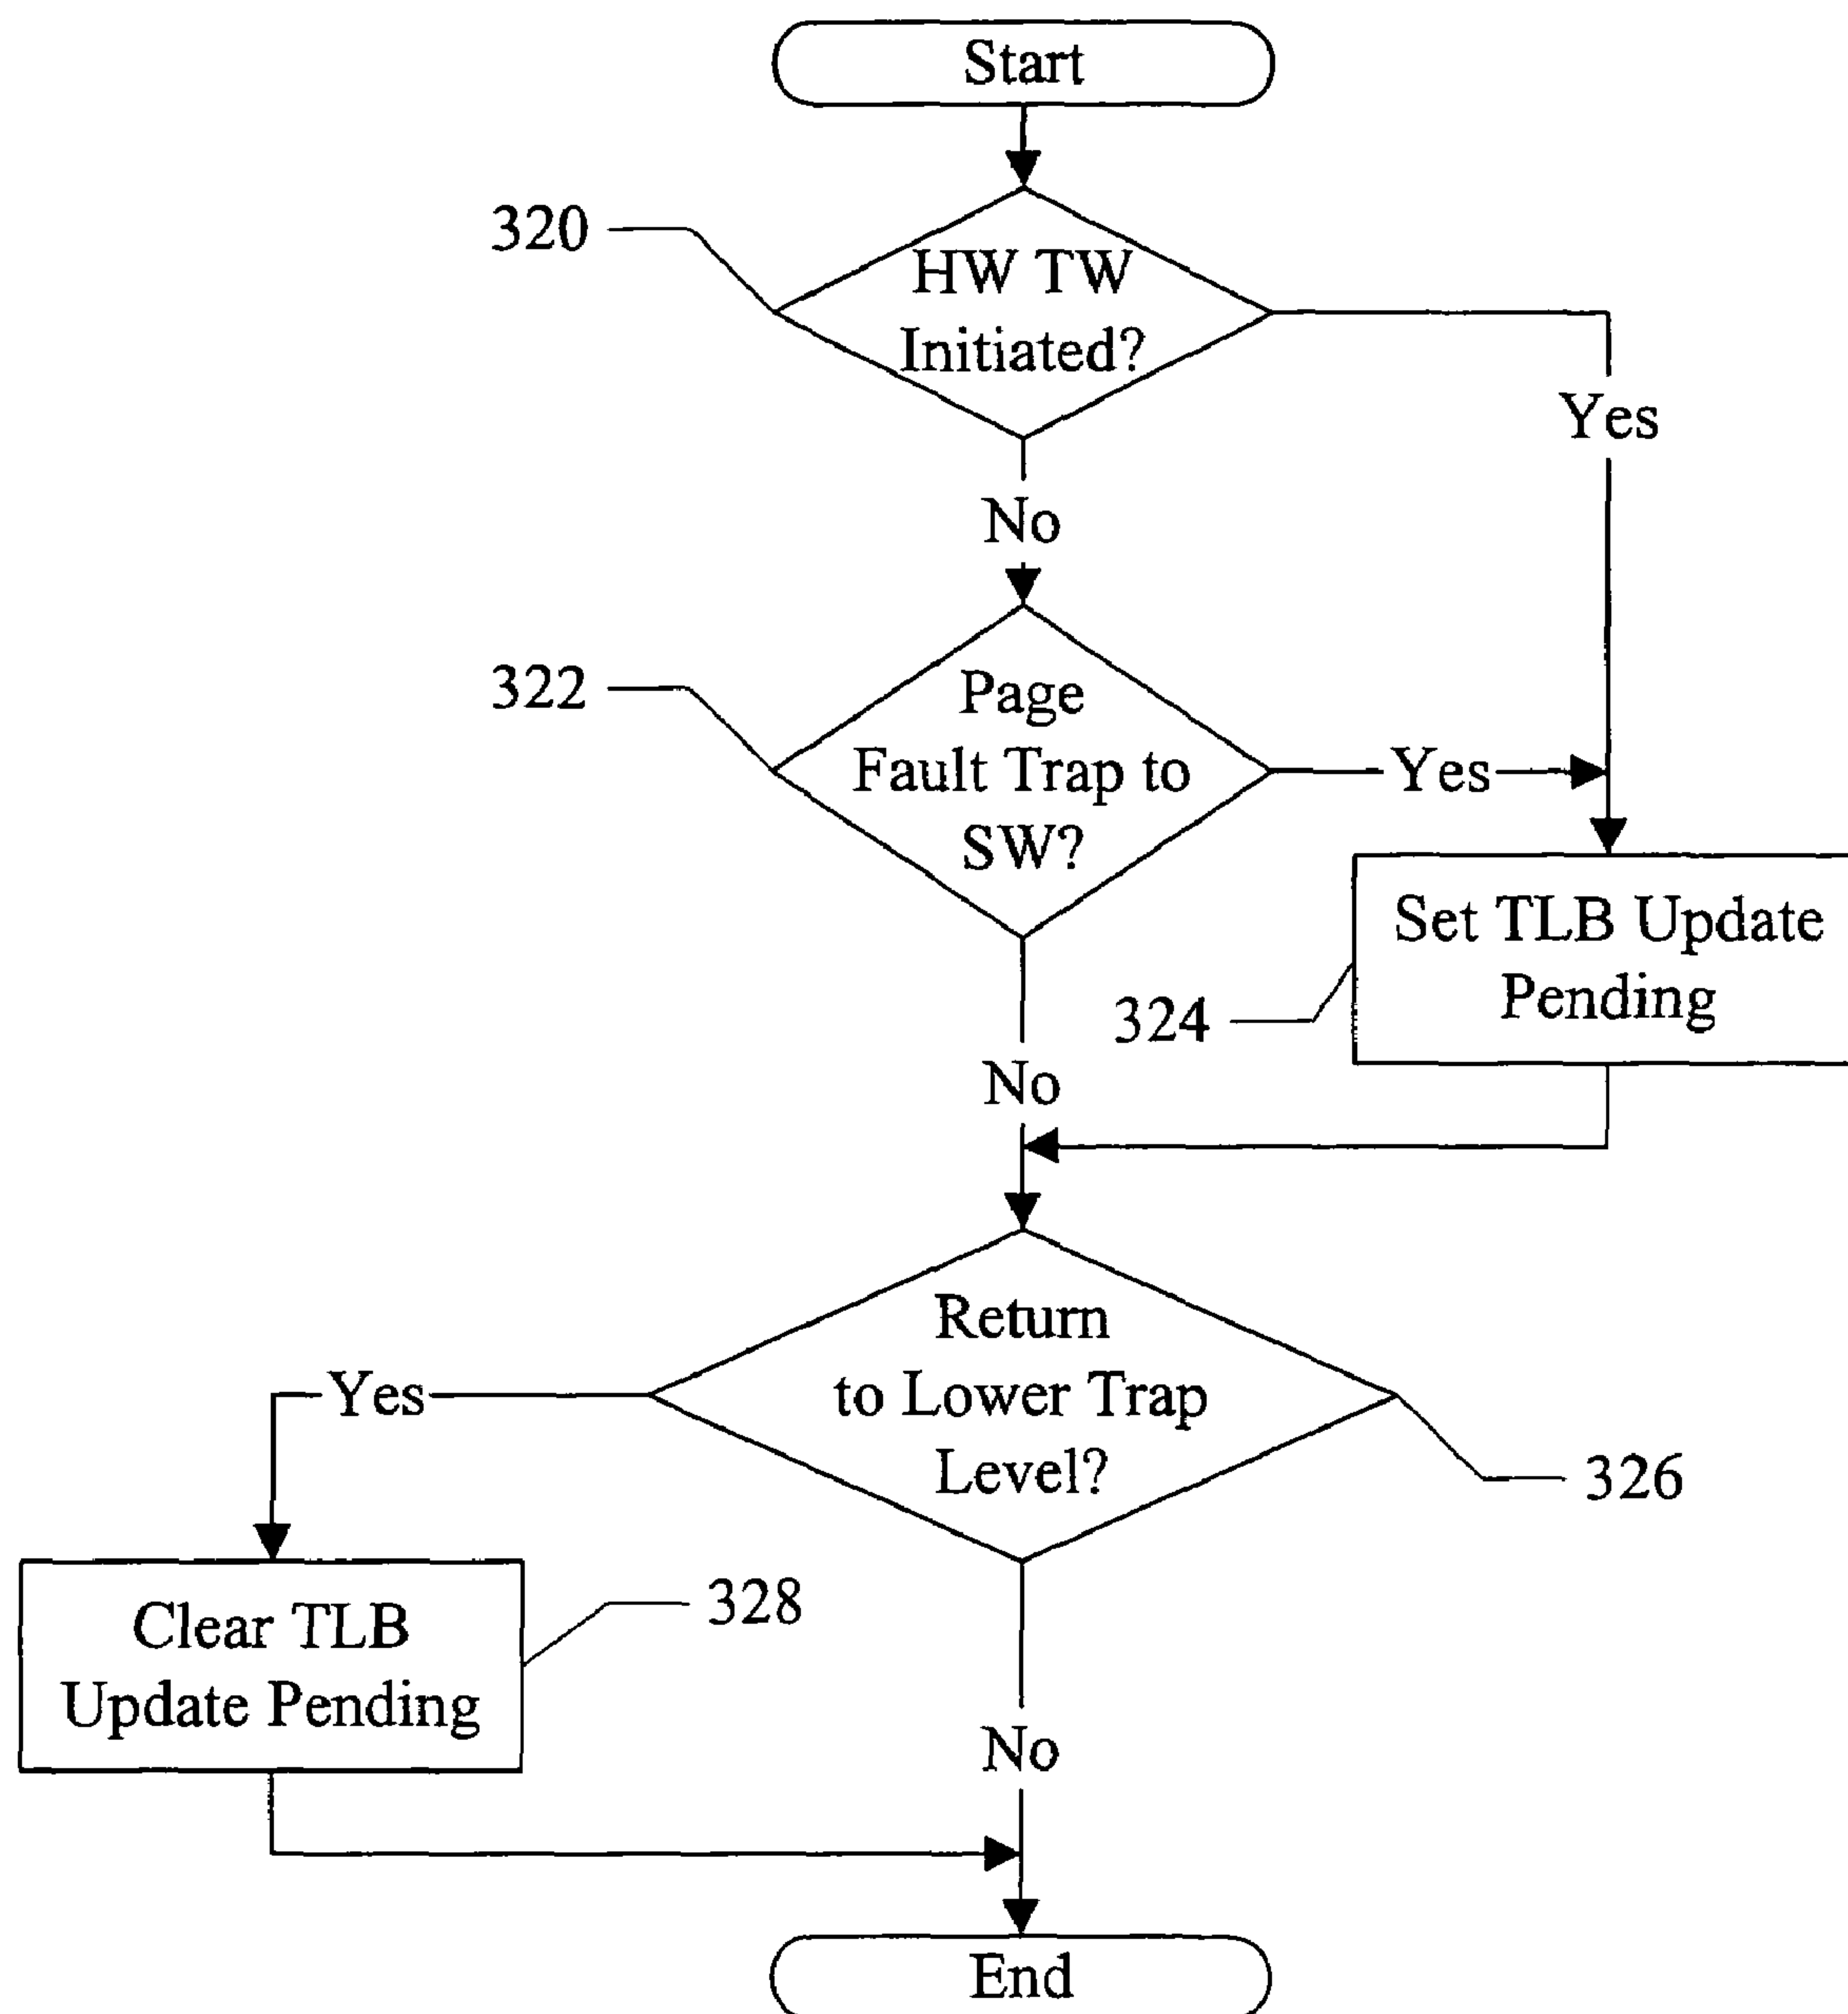 Start
320
HW TW
Initiated?
Yes
No
322
Page
Fault Trap to
SW?
Yes
Set TLB Update
Pending
324
No
Return
to Lower Trap
Level?
Yes
326
Clear TLB
Update Pending
328
No
End